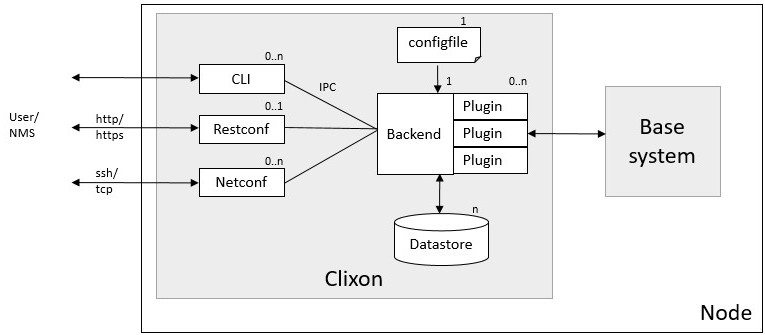 1
configfile
0..n
CLI
IPC
1
0..n
User/
NMS
http/
https
0..1
Restconf
Backend
Plugin
Plugin
Plugin
Base
system
ssh/
tcp
0..n
Netconf
n
Datastore
Clixon
Node